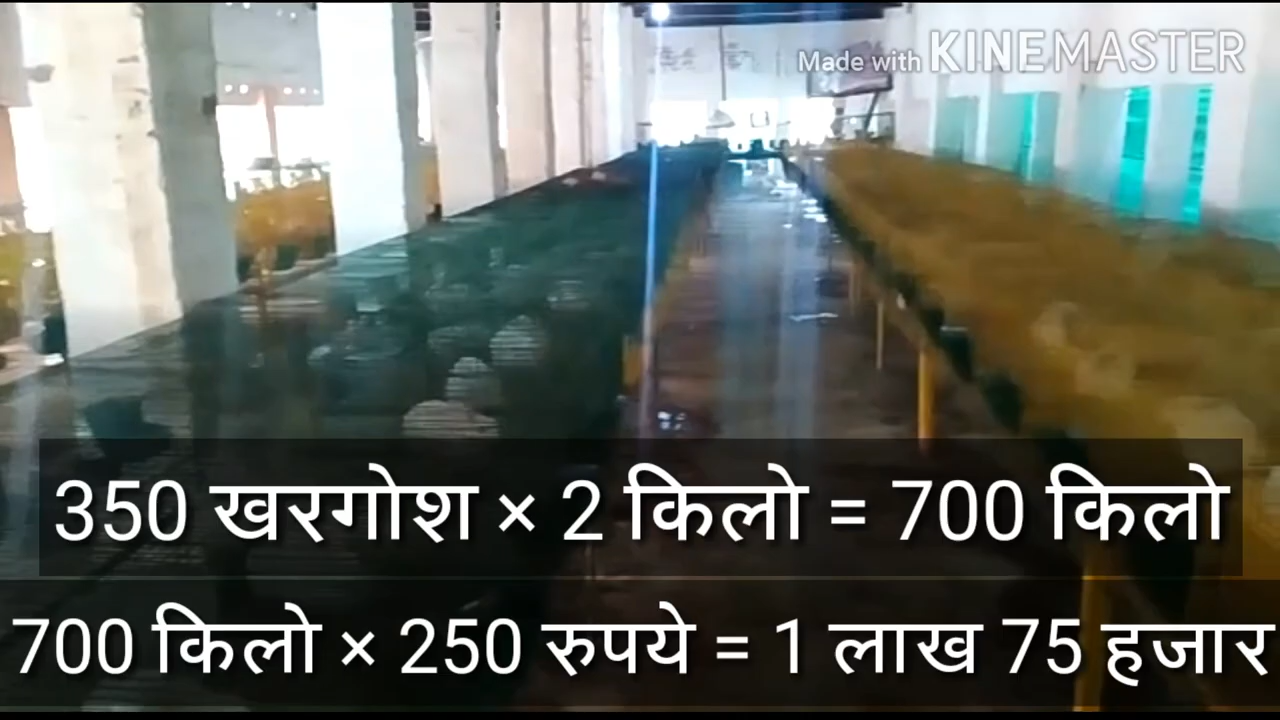 Made with KINEMASTER
350 खरगोश × 2 किलो = 700 किलो
700 किलो × 250 रुपये = 1 लाख 75 हजार